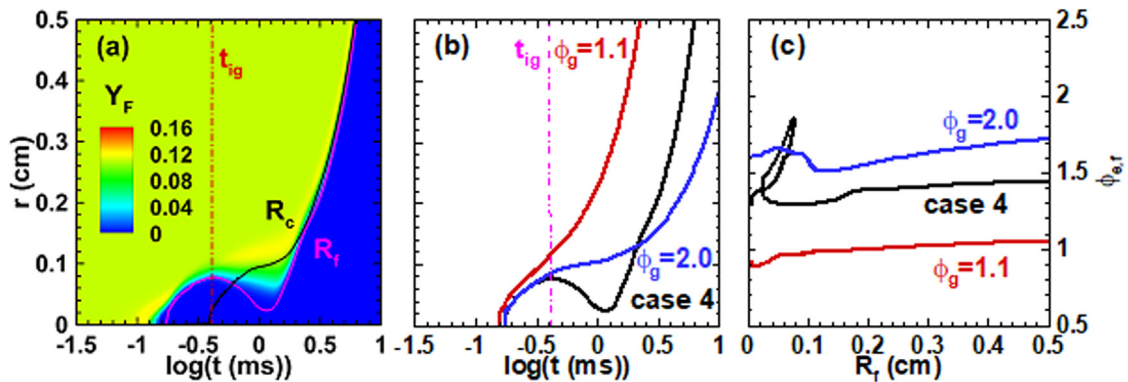 (a)
t_ig
Y_F
0.16
0.12
0.08
0.04
0
R_c
R_f
r (cm)
0.5
0.4
0.3
0.2
0.1
0
-1.5 -1 -0.5 0 0.5 1
log(t (ms))
(b)
t_ig
ϕ_g=1.1
ϕ_g=2.0
case 4
-1.5 -1 -0.5 0 0.5 1
log(t (ms))
(c)
ϕ_g=2.0
case 4
ϕ_g=1.1
0 0.1 0.2 0.3 0.4 0.5
R_f (cm)
2.5
2
1.5
1
0.5
ϕ_e,f